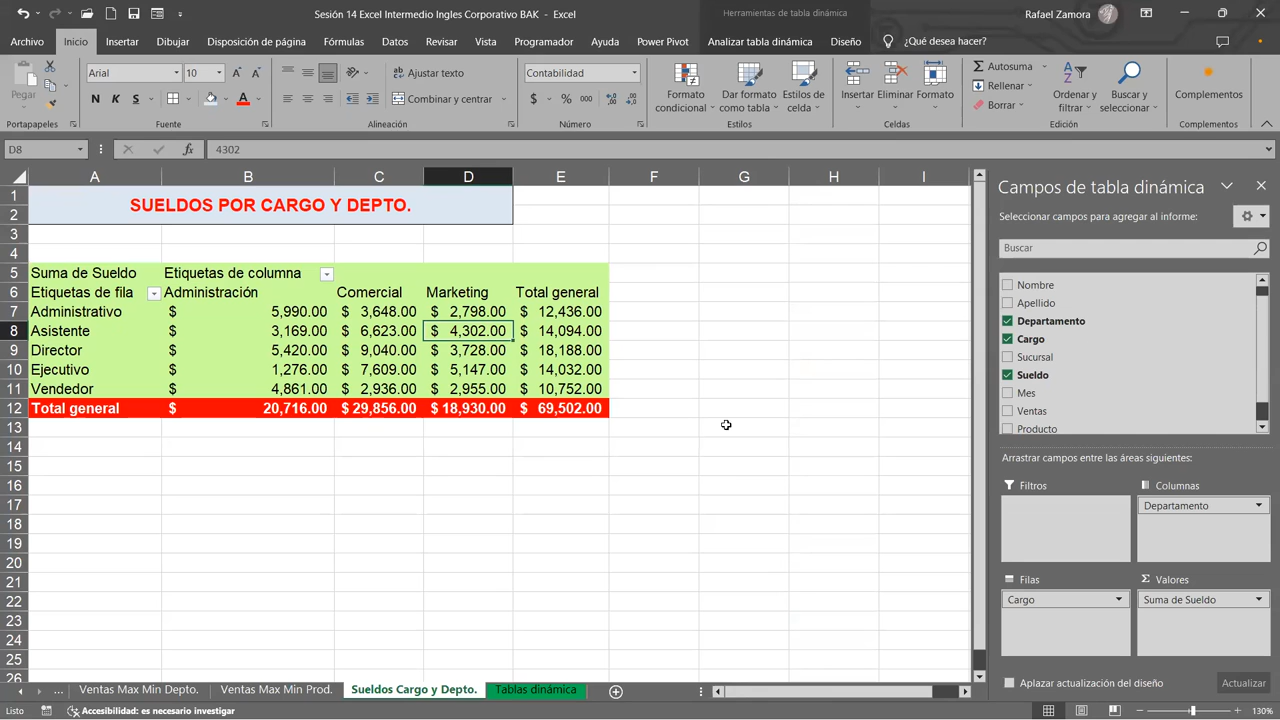 Sesión 14 Excel Intermedio Ingles Corporativo BAK - Excel
Herramientas de tabla dinámica
Rafael Zamora
Archivo Inicio Insertar Dibujar Disposición de página Fórmulas Datos Revisar Vista Programador Ayuda Power Pivot Analizar tabla dinámica Diseño ¿Qué desea hacer?
Pegar
Portapapeles
Arial 10
N K S
Fuente
Ajustar texto
Combinar y centrar
Alineación
Contabilidad
$ % 000
Número
Formato condicional
Dar formato como tabla
Estilos de celda
Estilos
Insertar Eliminar Formato
Celdas
Autosuma
Rellenar
Borrar
Ordenar y filtrar
Buscar y seleccionar
Edición
Complementos
Complementos
D8 fx 4302
A B C D E F G H I
1
2
SUELDOS POR CARGO Y DEPTO.
3
4
5 Suma de Sueldo Etiquetas de columna
6 Etiquetas de fila Administración Comercial Marketing Total general
7 Administrativo $ 5,990.00 $ 3,648.00 $ 2,798.00 $ 12,436.00
8 Asistente $ 3,169.00 $ 6,623.00 $ 4,302.00 $ 14,094.00
9 Director $ 5,420.00 $ 9,040.00 $ 3,728.00 $ 18,188.00
10 Ejecutivo $ 1,276.00 $ 7,609.00 $ 5,147.00 $ 14,032.00
11 Vendedor $ 4,861.00 $ 2,936.00 $ 2,955.00 $ 10,752.00
12 Total general $ 20,716.00 $ 29,856.00 $ 18,930.00 $ 69,502.00
13
14
15
16
17
18
19
20
21
22
23
24
25
26
Campos de tabla dinámica
Seleccionar campos para agregar al informe:
Buscar
Nombre
Apellido
Departamento
Cargo
Sucursal
Sueldo
Mes
Ventas
Producto
Arrastrar campos entre las áreas siguientes:
Filtros
Columnas
Departamento
Filas
Cargo
Σ Valores
Suma de Sueldo
Aplazar actualización del diseño
Actualizar
... Ventas Max Min Depto. Ventas Max Min Prod. Sueldos Cargo y Depto. Tablas dinámica
Listo Accesibilidad: es necesario investigar 130%